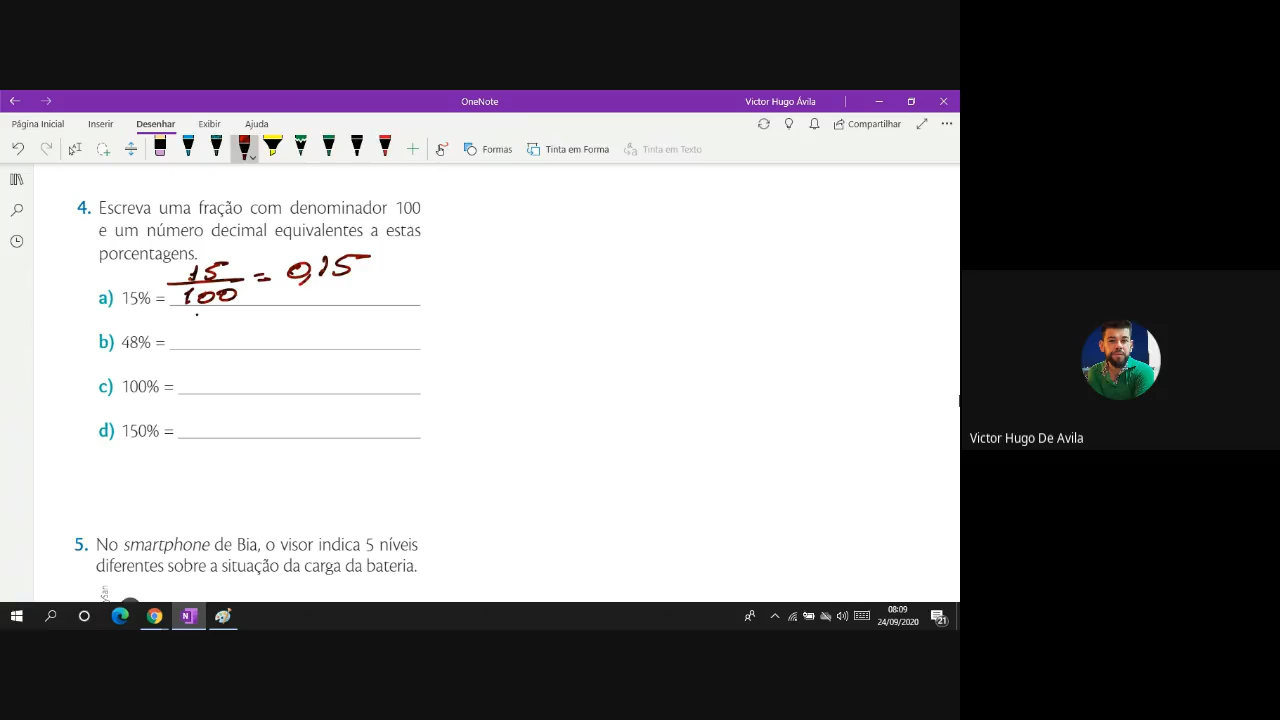 OneNote
Victor Hugo Ávila
Página Inicial Inserir Desenhar Exibir Ajuda
Compartilhar
Formas Tinta em Forma Tinta em Texto
4. Escreva uma fração com denominador 100
e um número decimal equivalentes a estas
porcentagens.
a) 15% = 15/100 = 0,15
b) 48% =
c) 100% =
d) 150% =
5. No smartphone de Bia, o visor indica 5 níveis
diferentes sobre a situação da carga da bateria.
Victor Hugo De Avila
08:09
24/09/2020
21